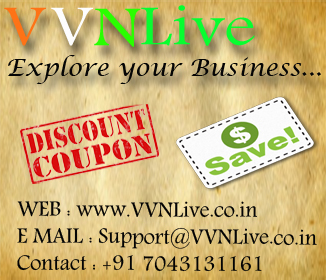 VVNLive
Explore your Business...
DISCOUNT
COUPON
$
Save!
WEB : www.VVNLive.co.in
E MAIL : Support@VVNLive.co.in
Contact : +91 7043131161